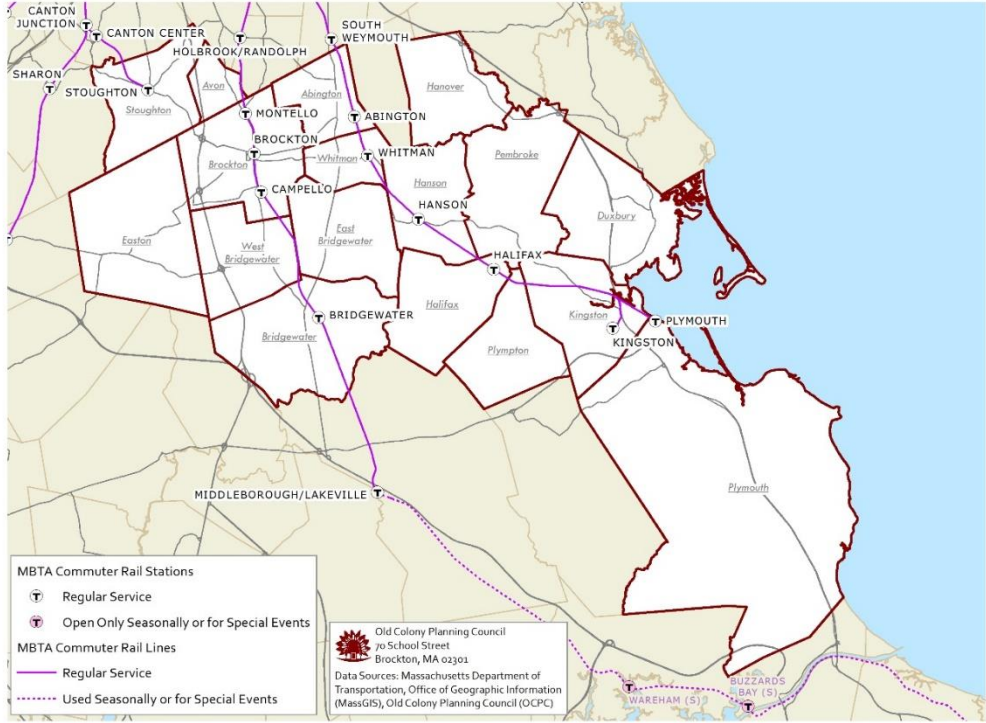 CANTON
JUNCTION
CANTON CENTER
SOUTH
WEYMOUTH
HOLBROOK/RANDOLPH
SHARON
STOUGHTON
Stoughton
Avon
Abington
Hanover
MONTELLO
ABINGTON
BROCKTON
Brockton
Whitman
WHITMAN
Pembroke
CAMPELLO
Hanson
HANSON
Duxbury
Easton
West
Bridgewater
East
Bridgewater
HALIFAX
BRIDGEWATER
Bridgewater
Halifax
Kingston
PLYMOUTH
KINGSTON
Plympton
Plymouth
MIDDLEBOROUGH/LAKEVILLE
MBTA Commuter Rail Stations
Regular Service
Open Only Seasonally or for Special Events
MBTA Commuter Rail Lines
Regular Service
Used Seasonally or for Special Events
Old Colony Planning Council
70 School Street
Brockton, MA 02301
Data Sources: Massachusetts Department of
Transportation, Office of Geographic Information
(MassGIS), Old Colony Planning Council (OCPC)
WAREHAM (S)
BUZZARDS
BAY (S)